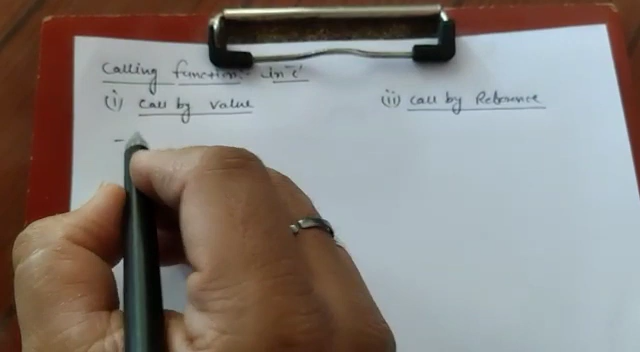 Calling function:- in 'c'
(i) Call by value
(ii) Call by Reference
-